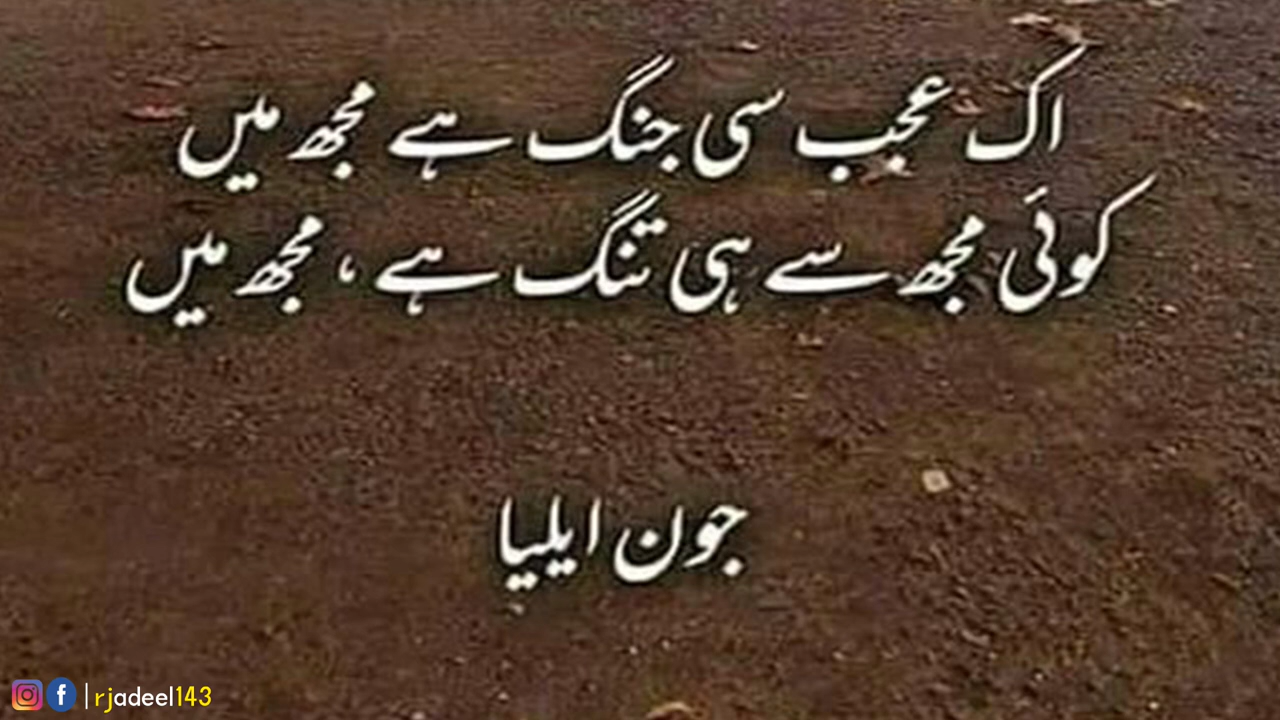 اک عجب سی جنگ ہے مجھ میں
کوئی مجھ سے ہی تنگ ہے ، مجھ میں
جون ایلیا
| rjadeel143